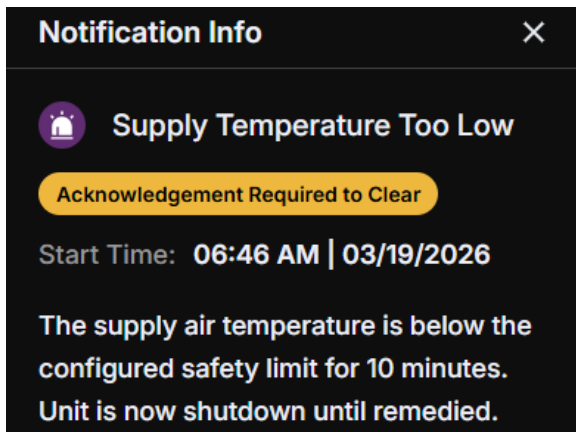 Notification Info
Supply Temperature Too Low
Acknowledgement Required to Clear
Start Time: 06:46 AM | 03/19/2026
The supply air temperature is below the
configured safety limit for 10 minutes.
Unit is now shutdown until remedied.